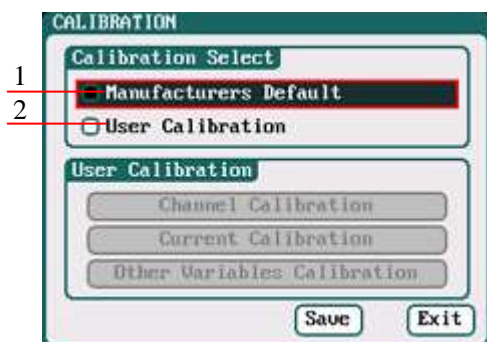 CALIBRATION
Calibration Select
1
Manufacturers Default
2
User Calibration
User Calibration
Channel Calibration
Current Calibration
Other Variables Calibration
Save Exit